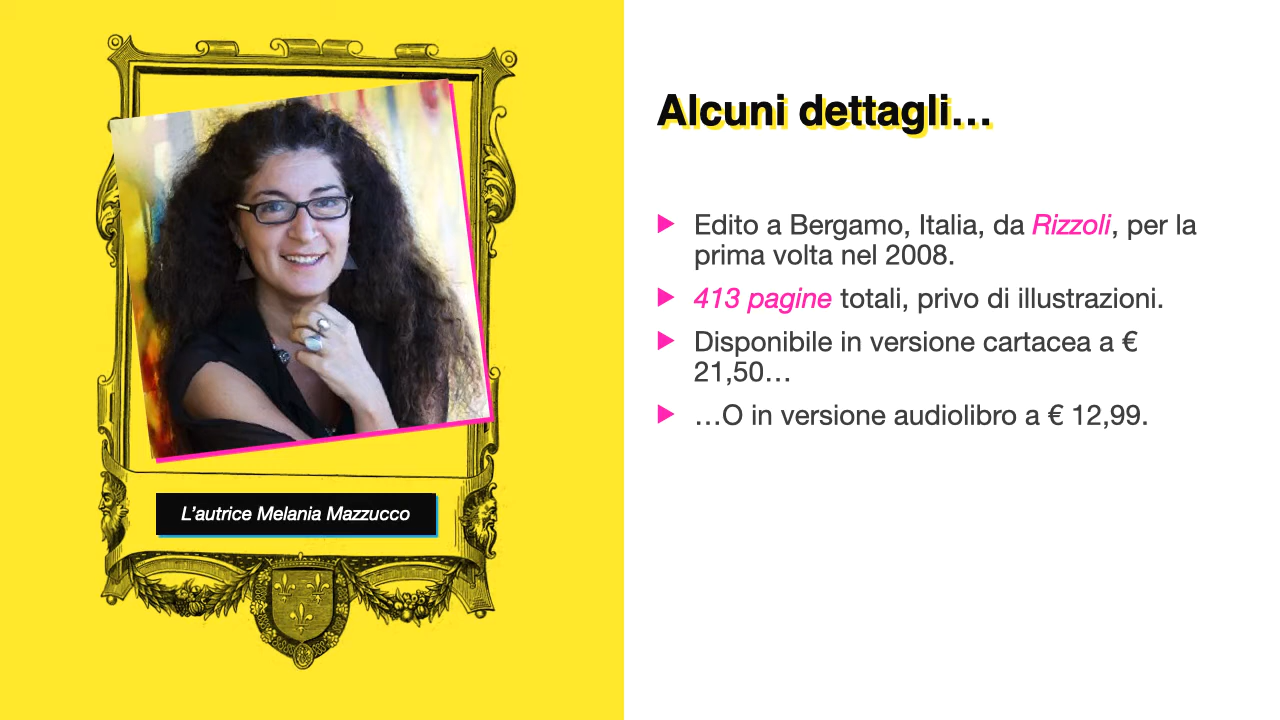 Alcuni dettagli…
Edito a Bergamo, Italia, da Rizzoli, per la
prima volta nel 2008.
413 pagine totali, privo di illustrazioni.
Disponibile in versione cartacea a €
21,50…
…O in versione audiolibro a € 12,99.
L’autrice Melania Mazzucco